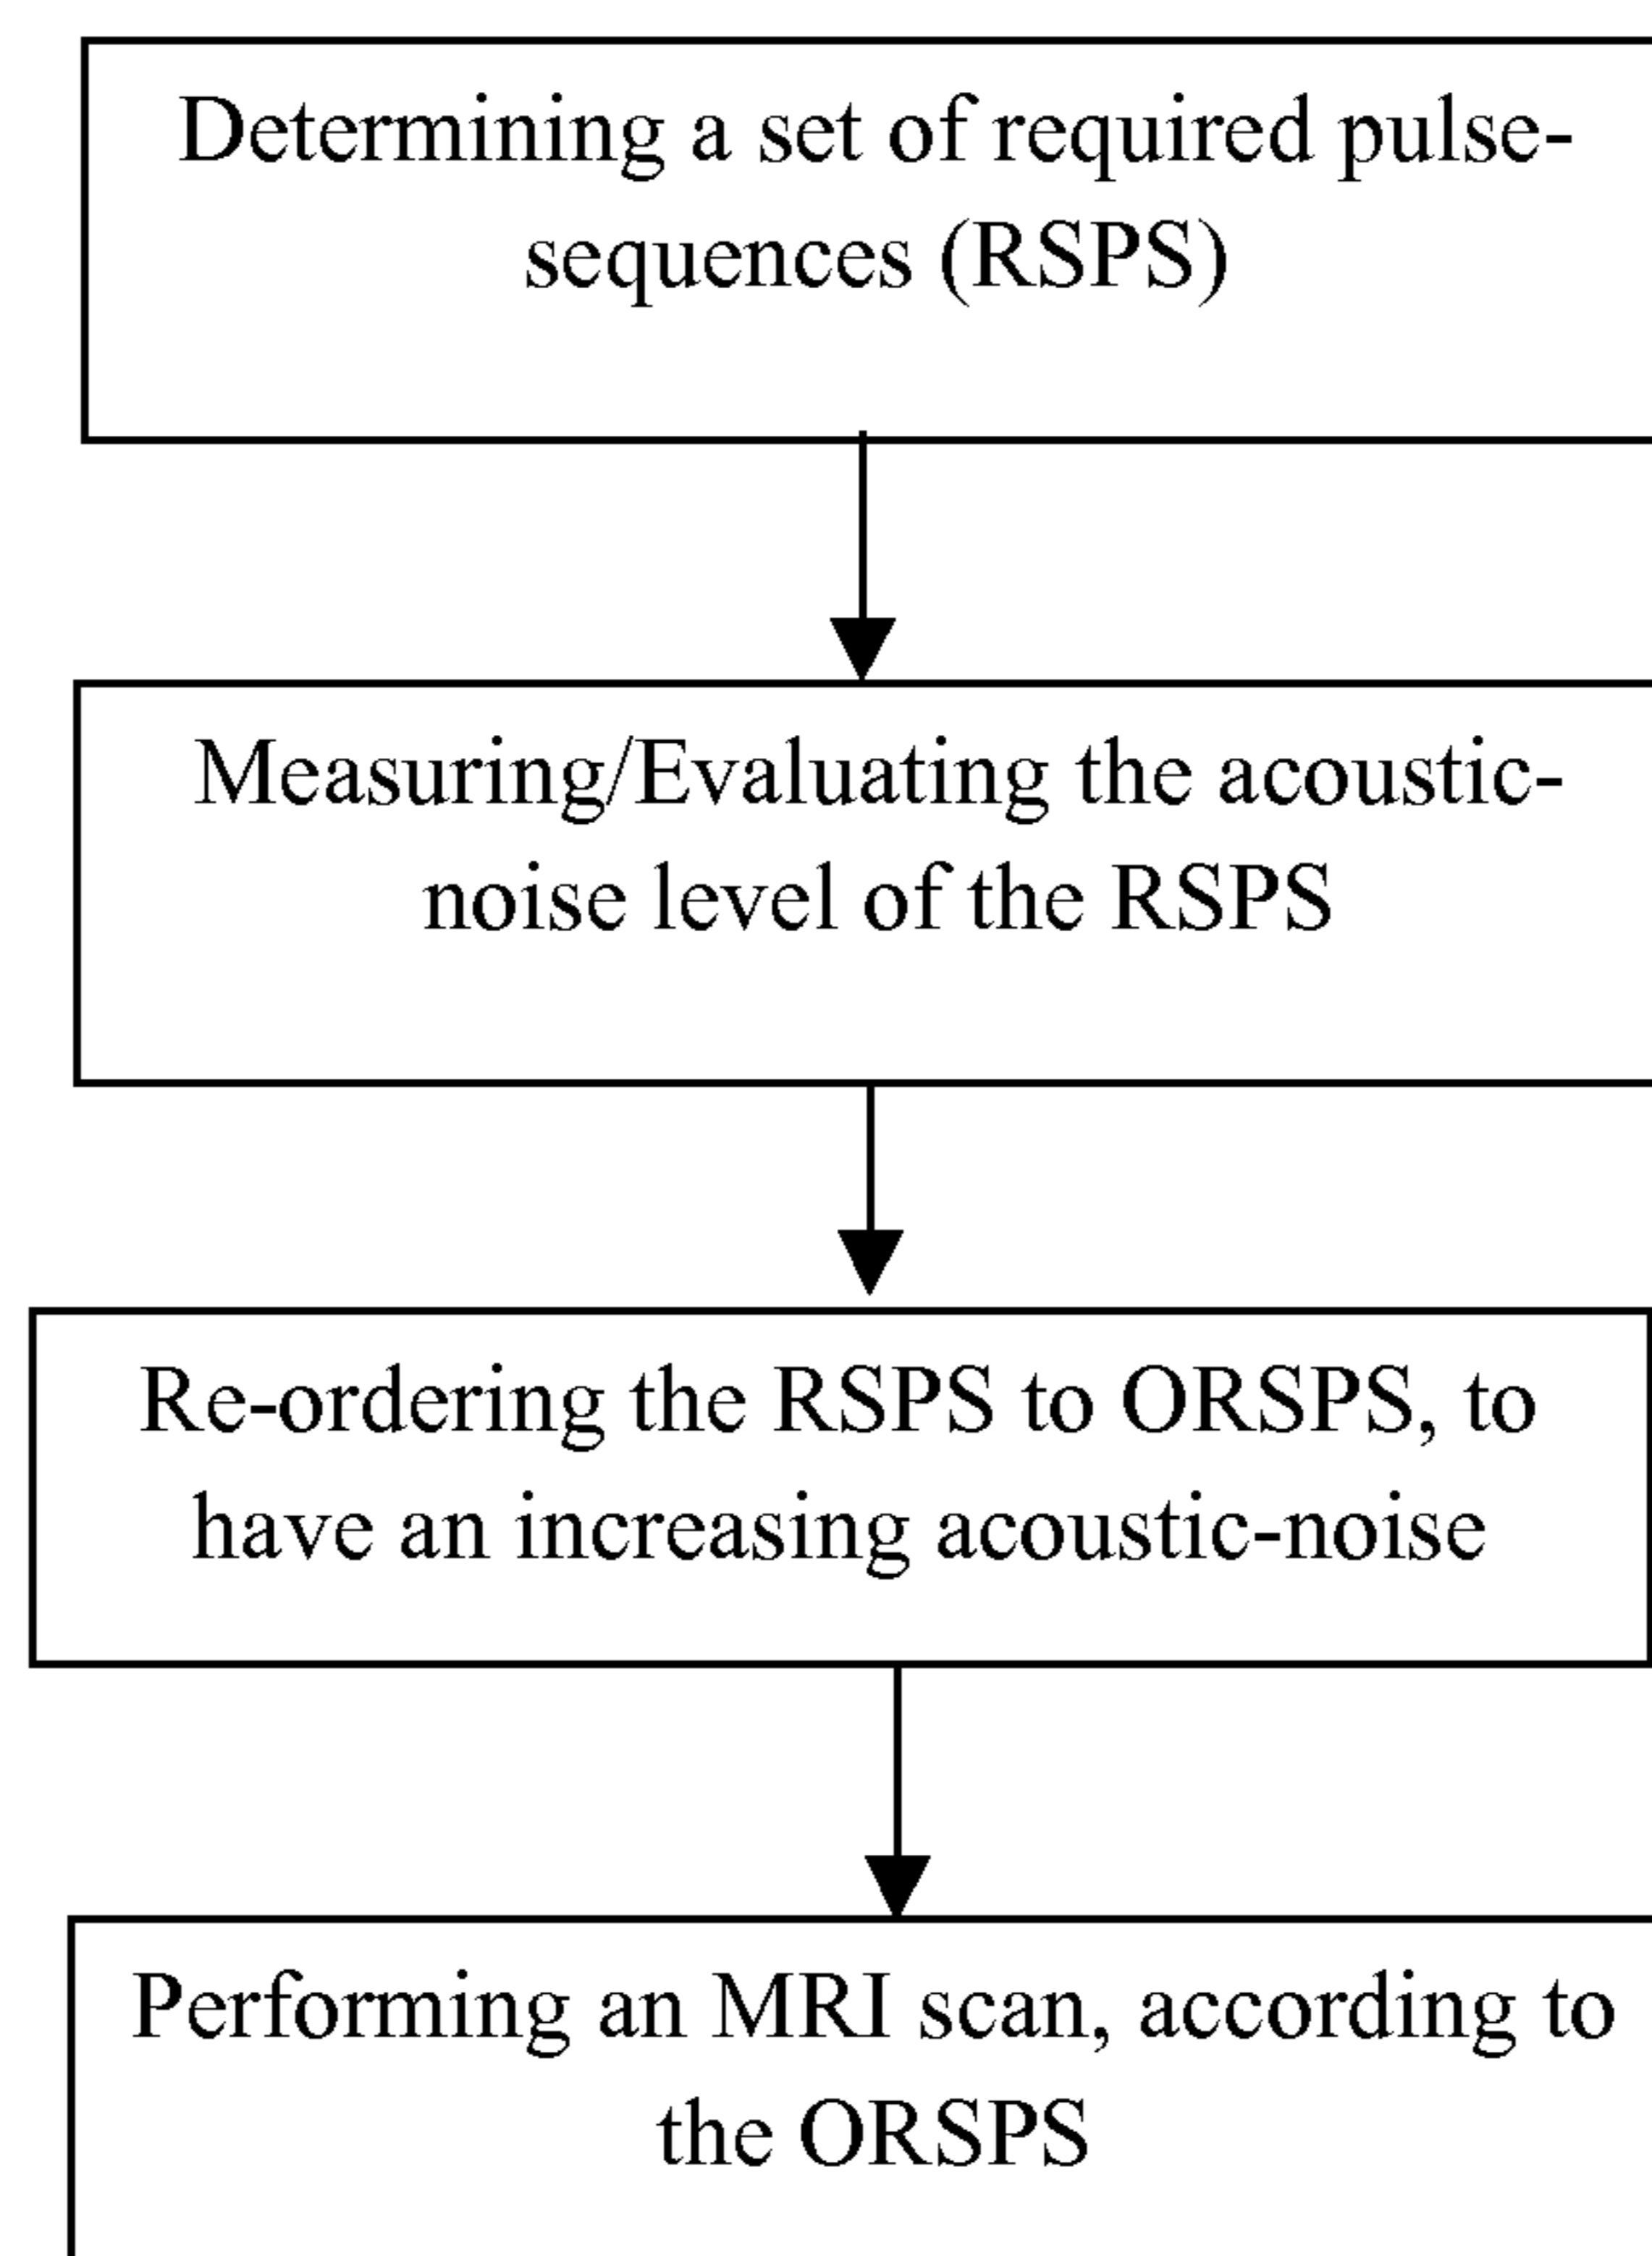 Determining a set of required pulse-
sequences (RSPS)
Measuring/Evaluating the acoustic-
noise level of the RSPS
Re-ordering the RSPS to ORSPS, to
have an increasing acoustic-noise
Performing an MRI scan, according to
the ORSPS